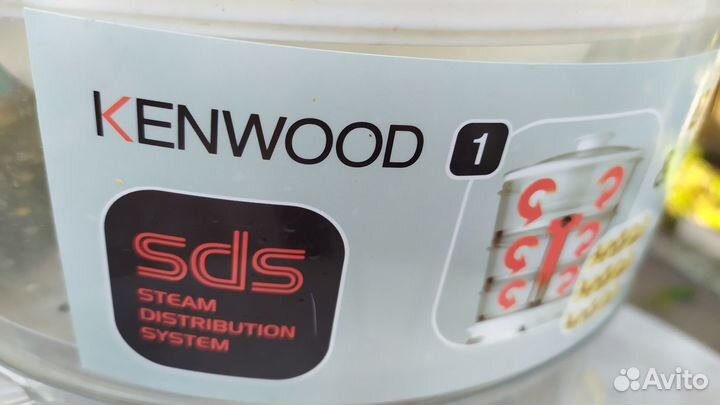 KENWOOD
1
sds
STEAM
DISTRIBUTION
SYSTEM
Avito